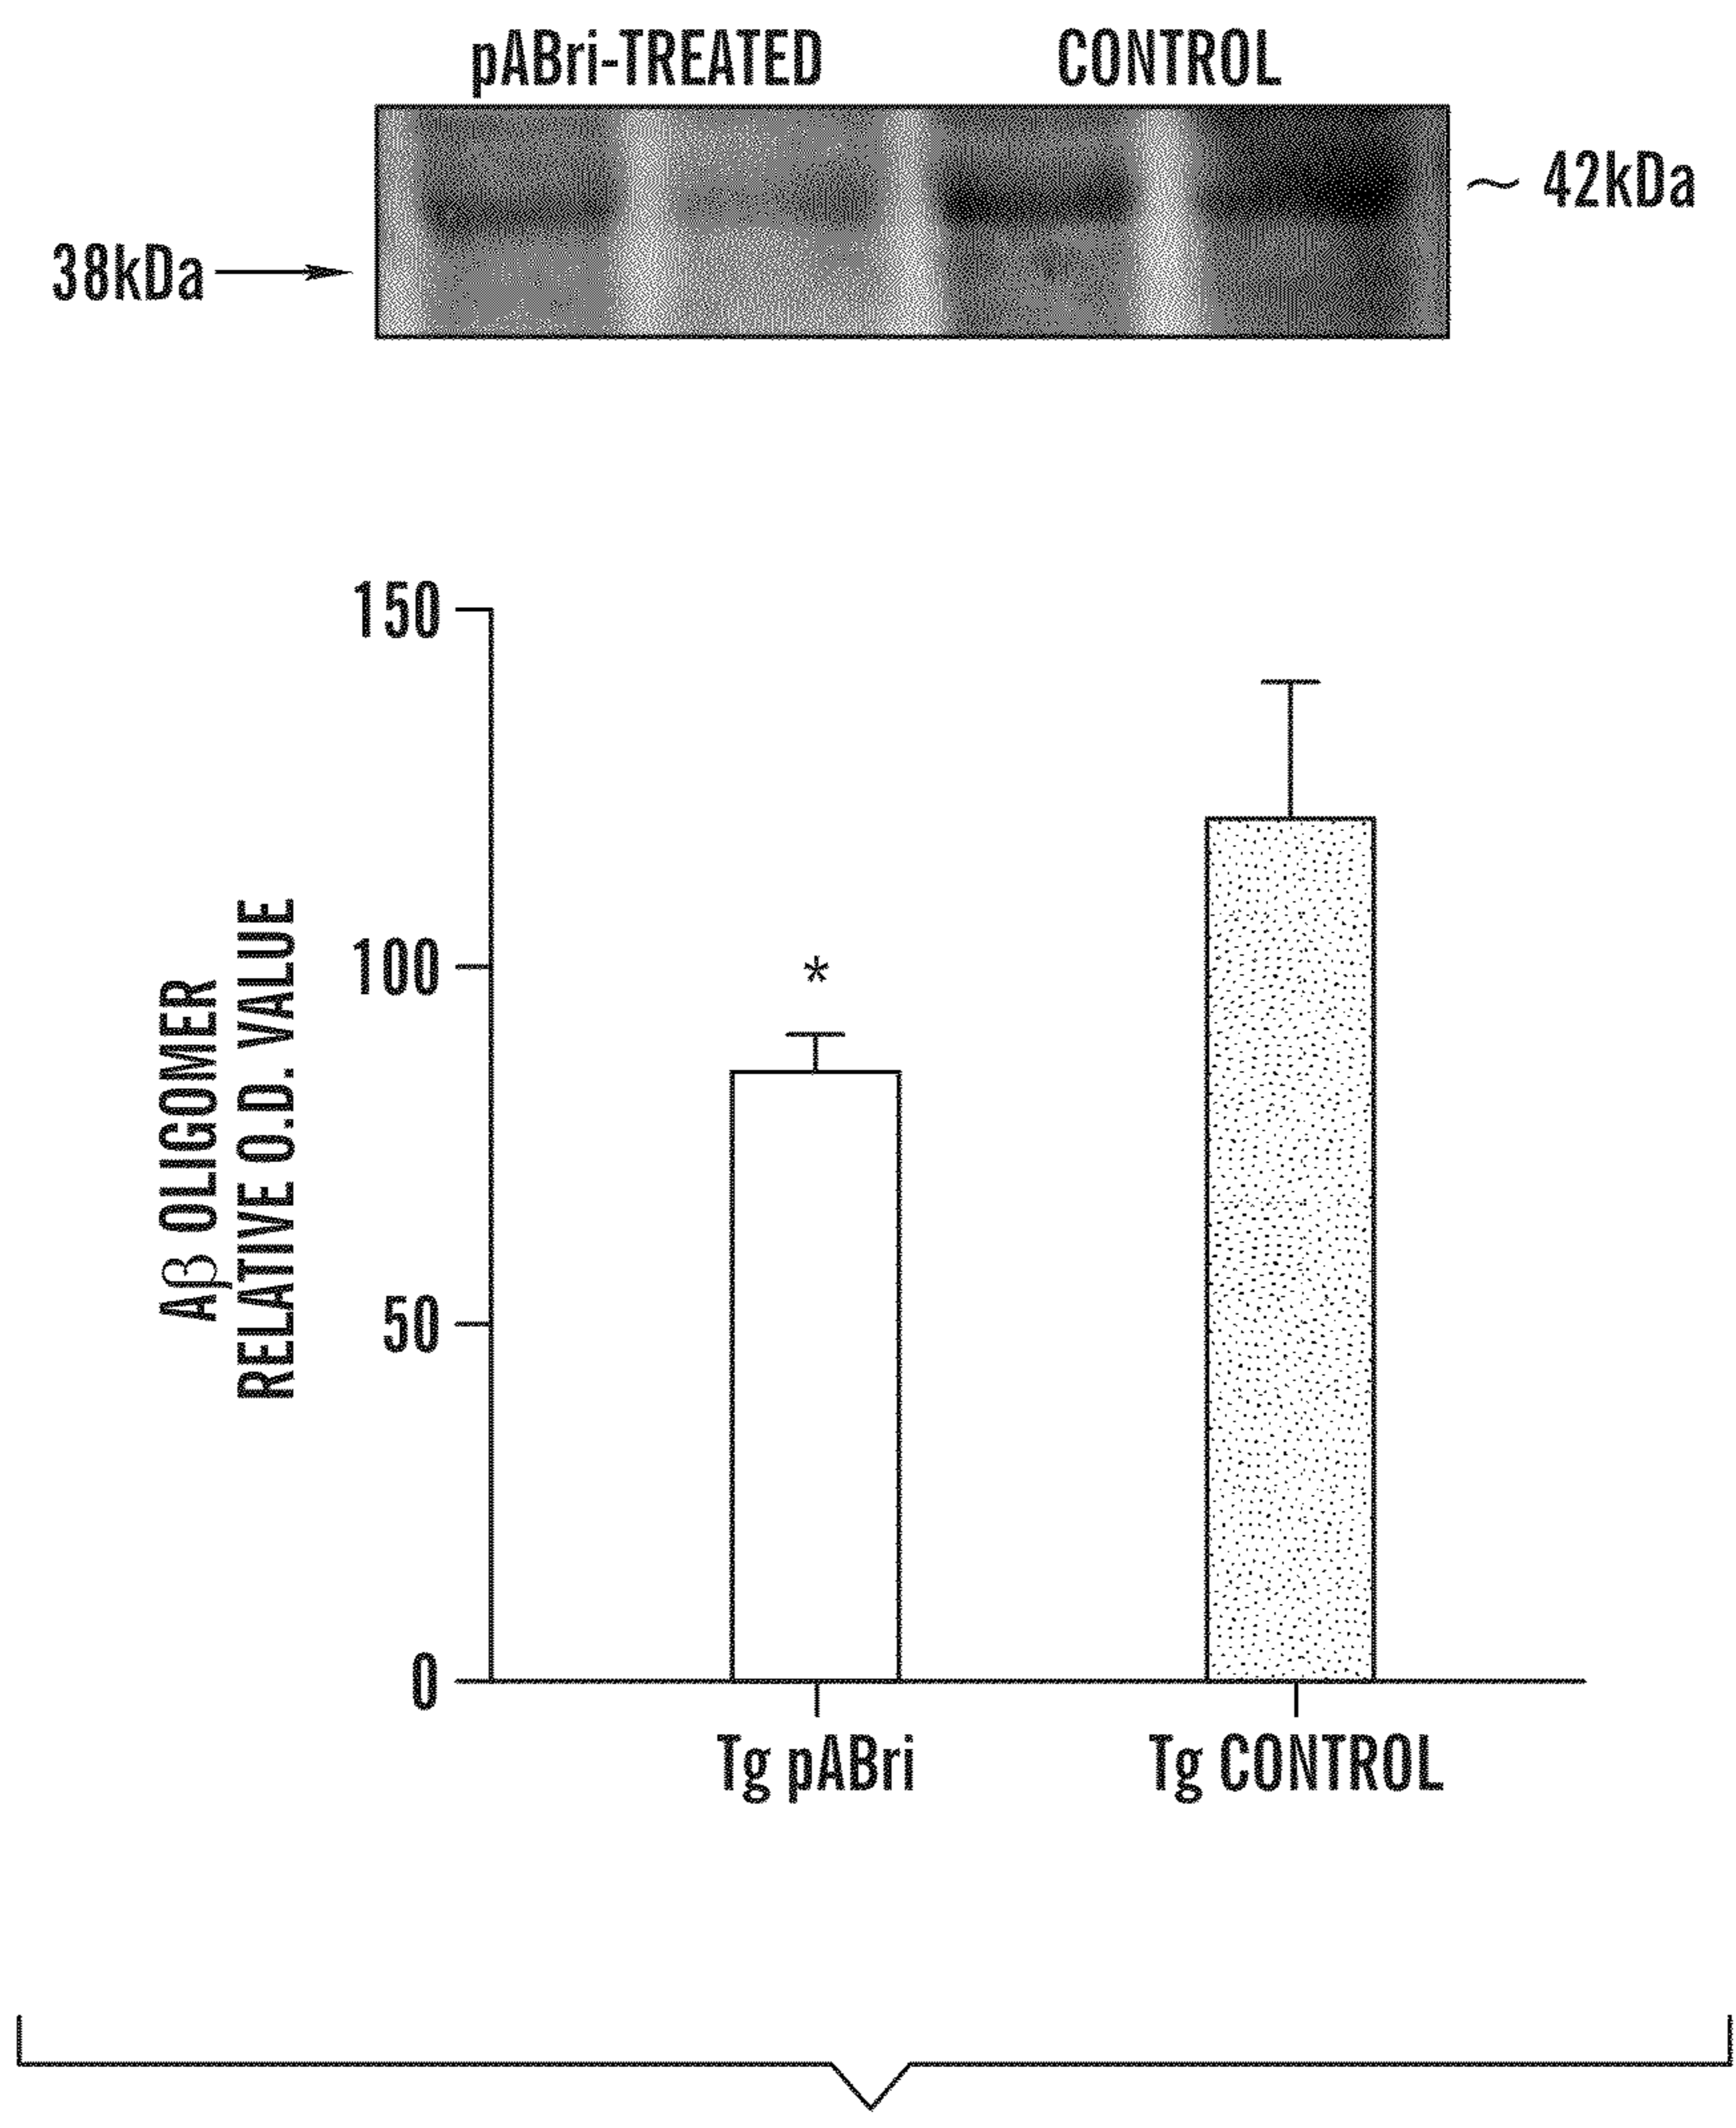 pABri-TREATED CONTROL
~ 42kDa
38kDa
150
100
50
0
Aβ OLIGOMER
RELATIVE O.D. VALUE
*
Tg pABri Tg CONTROL